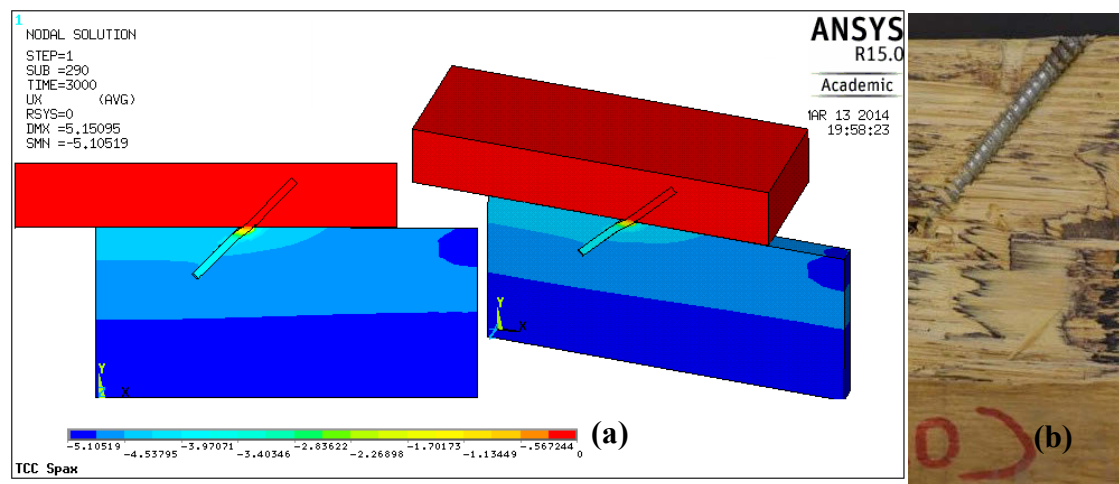 1
NODAL SOLUTION
STEP=1
SUB =290
TIME=3000
UX (AVG)
RSYS=0
DMX =5.15095
SMN =-5.10519
ANSYS
R15.0
Academic
MAR 13 2014
19:58:23
Y
X
Y
X
-5.10519 -3.97071 -2.83622 -1.70173 -.567244
-4.53795 -3.40346 -2.26898 -1.13449 0
TCC Spax
(a)
(b)